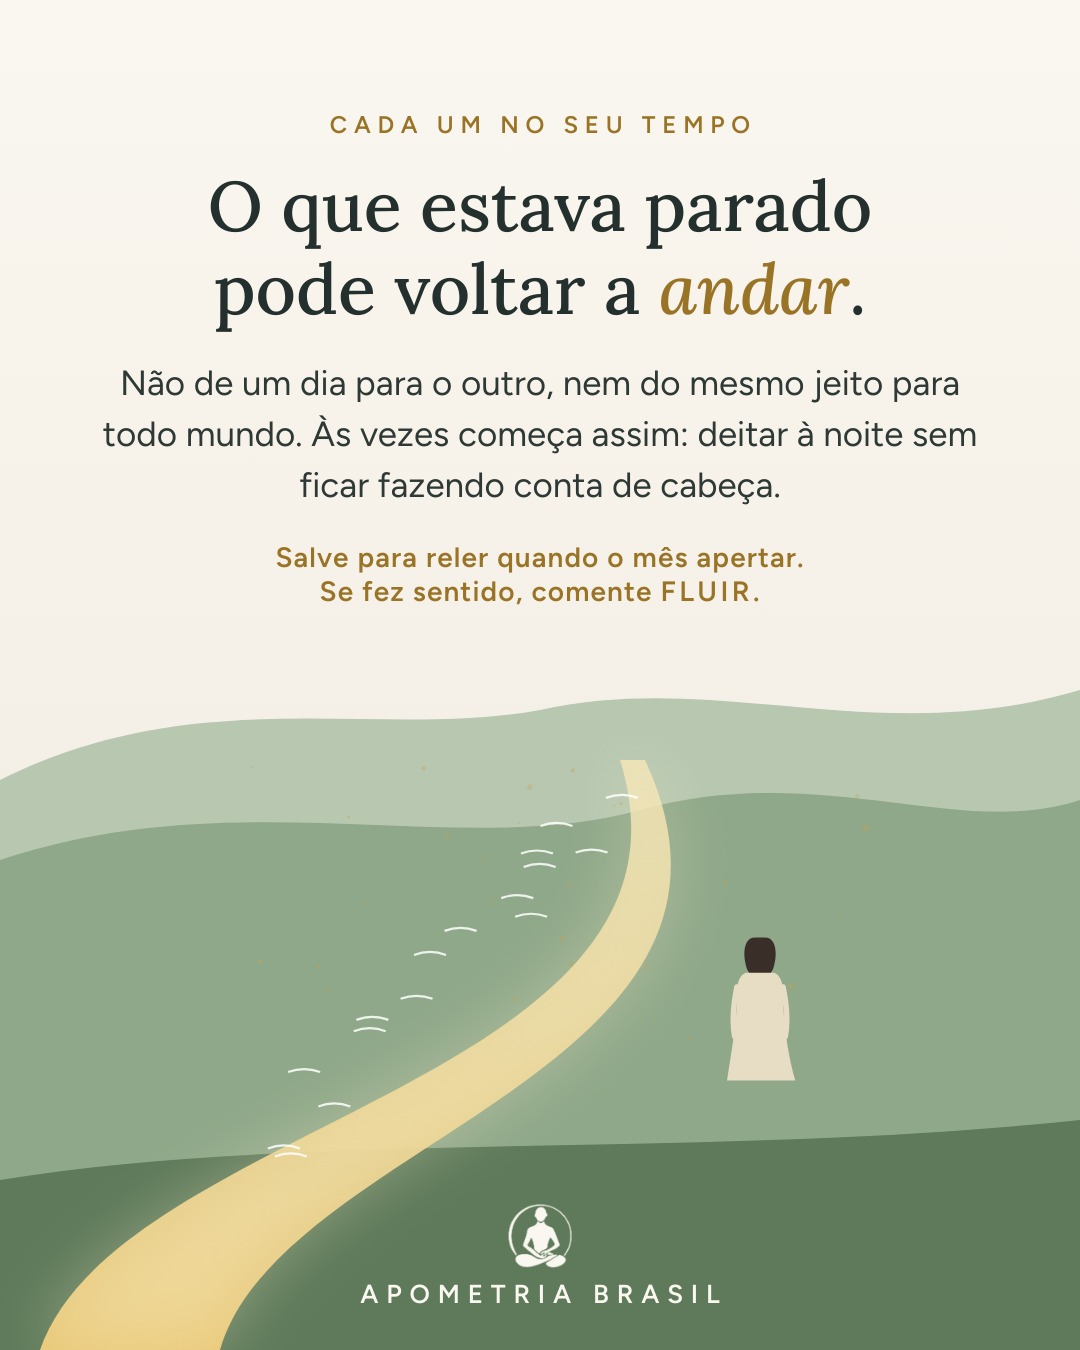 CADA UM NO SEU TEMPO
O que estava parado
pode voltar a andar.
Não de um dia para o outro, nem do mesmo jeito para
todo mundo. Às vezes começa assim: deitar à noite sem
ficar fazendo conta de cabeça.
Salve para reler quando o mês apertar.
Se fez sentido, comente FLUIR.
APOMETRIA BRASIL